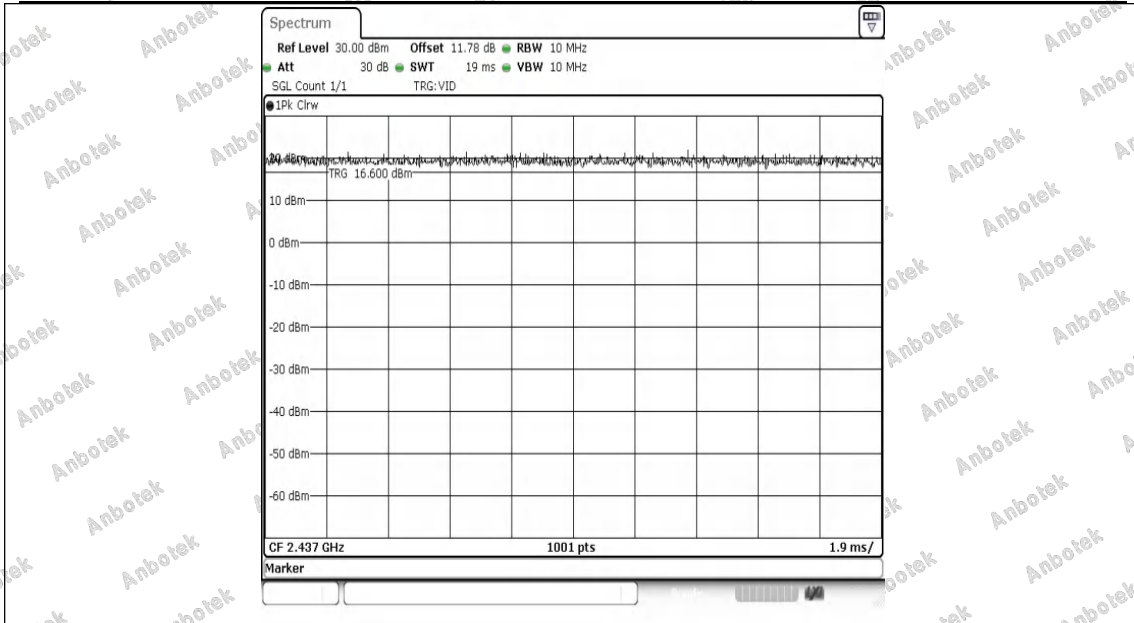 Spectrum
Ref Level 30.00 dBm Offset 11.78 dB RBW 10 MHz
Att 30 dB SWT 19 ms VBW 10 MHz
SGL Count 1/1 TRG:VID
1Pk Clrw
20 dBm
TRG 16.600 dBm
10 dBm
0 dBm
-10 dBm
-20 dBm
-30 dBm
-40 dBm
-50 dBm
-60 dBm
CF 2.437 GHz 1001 pts 1.9 ms/
Marker
Anbotek